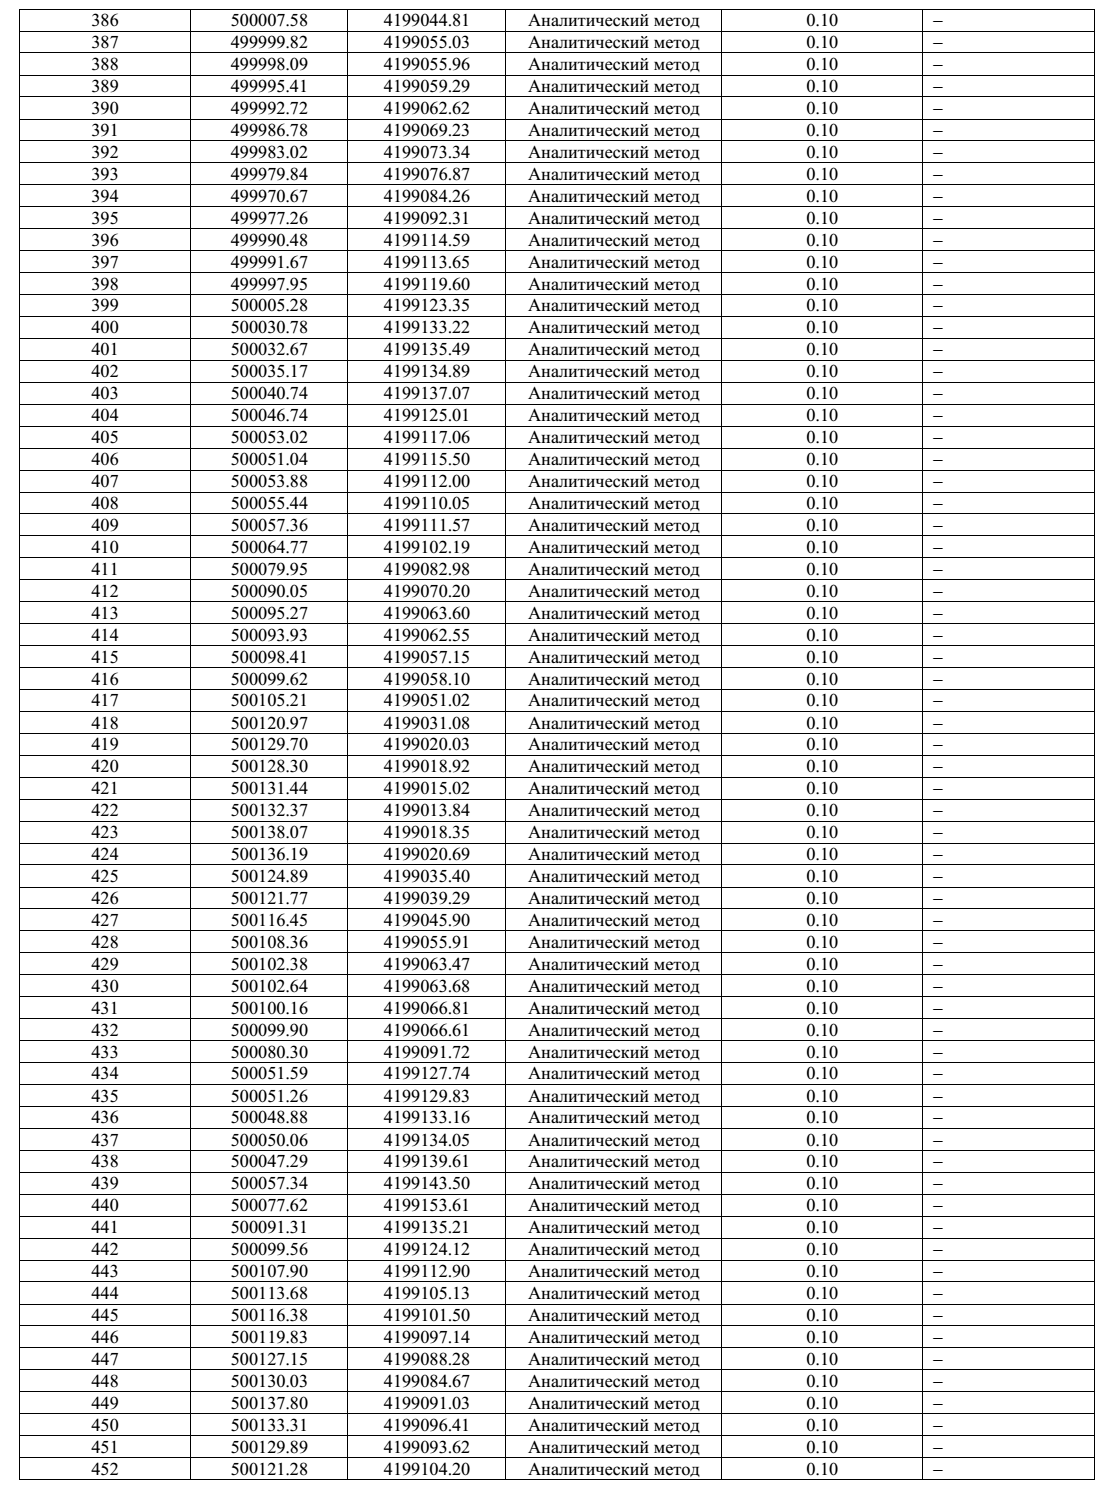 386 500007.58 4199044.81 Аналитический метод 0.10 –
387 499999.82 4199055.03 Аналитический метод 0.10 –
388 499998.09 4199055.96 Аналитический метод 0.10 –
389 499995.41 4199059.29 Аналитический метод 0.10 –
390 499992.72 4199062.62 Аналитический метод 0.10 –
391 499986.78 4199069.23 Аналитический метод 0.10 –
392 499983.02 4199073.34 Аналитический метод 0.10 –
393 499979.84 4199076.87 Аналитический метод 0.10 –
394 499970.67 4199084.26 Аналитический метод 0.10 –
395 499977.26 4199092.31 Аналитический метод 0.10 –
396 499990.48 4199114.59 Аналитический метод 0.10 –
397 499991.67 4199113.65 Аналитический метод 0.10 –
398 499997.95 4199119.60 Аналитический метод 0.10 –
399 500005.28 4199123.35 Аналитический метод 0.10 –
400 500030.78 4199133.22 Аналитический метод 0.10 –
401 500032.67 4199135.49 Аналитический метод 0.10 –
402 500035.17 4199134.89 Аналитический метод 0.10 –
403 500040.74 4199137.07 Аналитический метод 0.10 –
404 500046.74 4199125.01 Аналитический метод 0.10 –
405 500053.02 4199117.06 Аналитический метод 0.10 –
406 500051.04 4199115.50 Аналитический метод 0.10 –
407 500053.88 4199112.00 Аналитический метод 0.10 –
408 500055.44 4199110.05 Аналитический метод 0.10 –
409 500057.36 4199111.57 Аналитический метод 0.10 –
410 500064.77 4199102.19 Аналитический метод 0.10 –
411 500079.95 4199082.98 Аналитический метод 0.10 –
412 500090.05 4199070.20 Аналитический метод 0.10 –
413 500095.27 4199063.60 Аналитический метод 0.10 –
414 500093.93 4199062.55 Аналитический метод 0.10 –
415 500098.41 4199057.15 Аналитический метод 0.10 –
416 500099.62 4199058.10 Аналитический метод 0.10 –
417 500105.21 4199051.02 Аналитический метод 0.10 –
418 500120.97 4199031.08 Аналитический метод 0.10 –
419 500129.70 4199020.03 Аналитический метод 0.10 –
420 500128.30 4199018.92 Аналитический метод 0.10 –
421 500131.44 4199015.02 Аналитический метод 0.10 –
422 500132.37 4199013.84 Аналитический метод 0.10 –
423 500138.07 4199018.35 Аналитический метод 0.10 –
424 500136.19 4199020.69 Аналитический метод 0.10 –
425 500124.89 4199035.40 Аналитический метод 0.10 –
426 500121.77 4199039.29 Аналитический метод 0.10 –
427 500116.45 4199045.90 Аналитический метод 0.10 –
428 500108.36 4199055.91 Аналитический метод 0.10 –
429 500102.38 4199063.47 Аналитический метод 0.10 –
430 500102.64 4199063.68 Аналитический метод 0.10 –
431 500100.16 4199066.81 Аналитический метод 0.10 –
432 500099.90 4199066.61 Аналитический метод 0.10 –
433 500080.30 4199091.72 Аналитический метод 0.10 –
434 500051.59 4199127.74 Аналитический метод 0.10 –
435 500051.26 4199129.83 Аналитический метод 0.10 –
436 500048.88 4199133.16 Аналитический метод 0.10 –
437 500050.06 4199134.05 Аналитический метод 0.10 –
438 500047.29 4199139.61 Аналитический метод 0.10 –
439 500057.34 4199143.50 Аналитический метод 0.10 –
440 500077.62 4199153.61 Аналитический метод 0.10 –
441 500091.31 4199135.21 Аналитический метод 0.10 –
442 500099.56 4199124.12 Аналитический метод 0.10 –
443 500107.90 4199112.90 Аналитический метод 0.10 –
444 500113.68 4199105.13 Аналитический метод 0.10 –
445 500116.38 4199101.50 Аналитический метод 0.10 –
446 500119.83 4199097.14 Аналитический метод 0.10 –
447 500127.15 4199088.28 Аналитический метод 0.10 –
448 500130.03 4199084.67 Аналитический метод 0.10 –
449 500137.80 4199091.03 Аналитический метод 0.10 –
450 500133.31 4199096.41 Аналитический метод 0.10 –
451 500129.89 4199093.62 Аналитический метод 0.10 –
452 500121.28 4199104.20 Аналитический метод 0.10 –